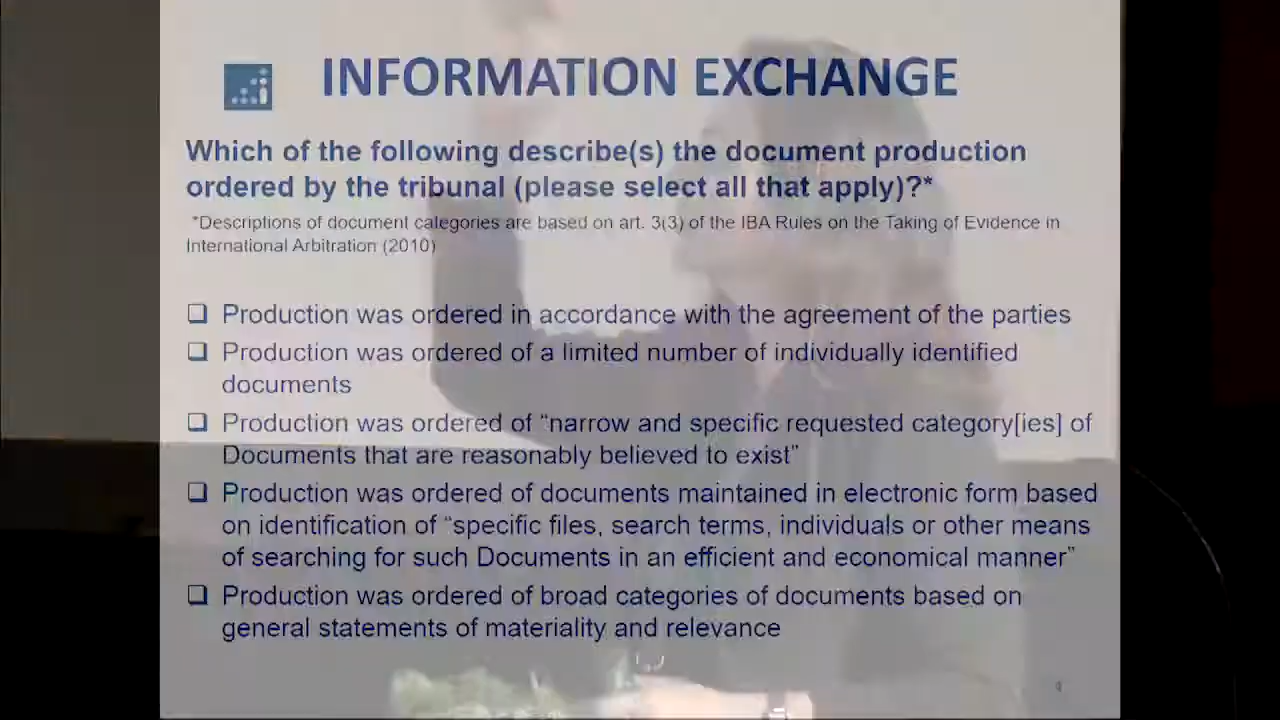 INFORMATION EXCHANGE
Which of the following describe(s) the document production
ordered by the tribunal (please select all that apply)?*
*Descriptions of document categories are based on art. 3(3) of the IBA Rules on the Taking of Evidence in
International Arbitration (2010)
❑ Production was ordered in accordance with the agreement of the parties
❑ Production was ordered of a limited number of individually identified
documents
❑ Production was ordered of “narrow and specific requested category[ies] of
Documents that are reasonably believed to exist”
❑ Production was ordered of documents maintained in electronic form based
on identification of “specific files, search terms, individuals or other means
of searching for such Documents in an efficient and economical manner”
❑ Production was ordered of broad categories of documents based on
general statements of materiality and relevance